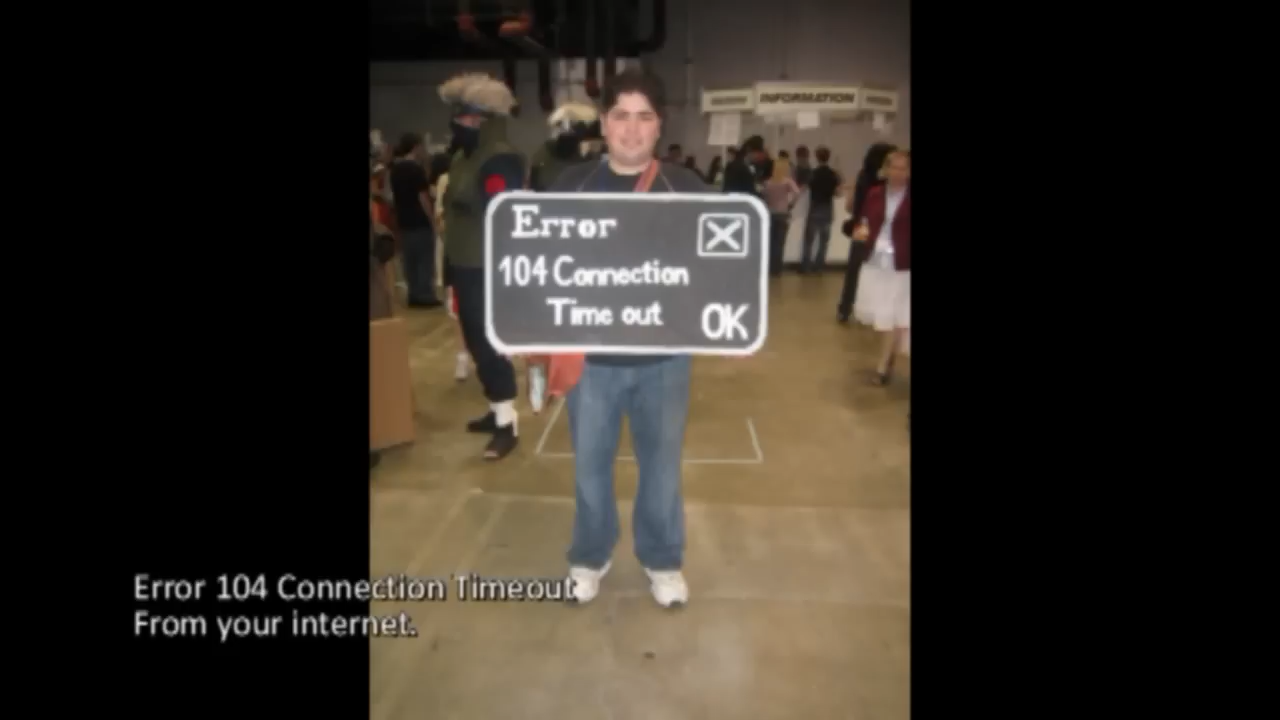 INFORMATION
Error
104 Connection
Time out
OK
Error 104 Connection Timeout
From your internet.